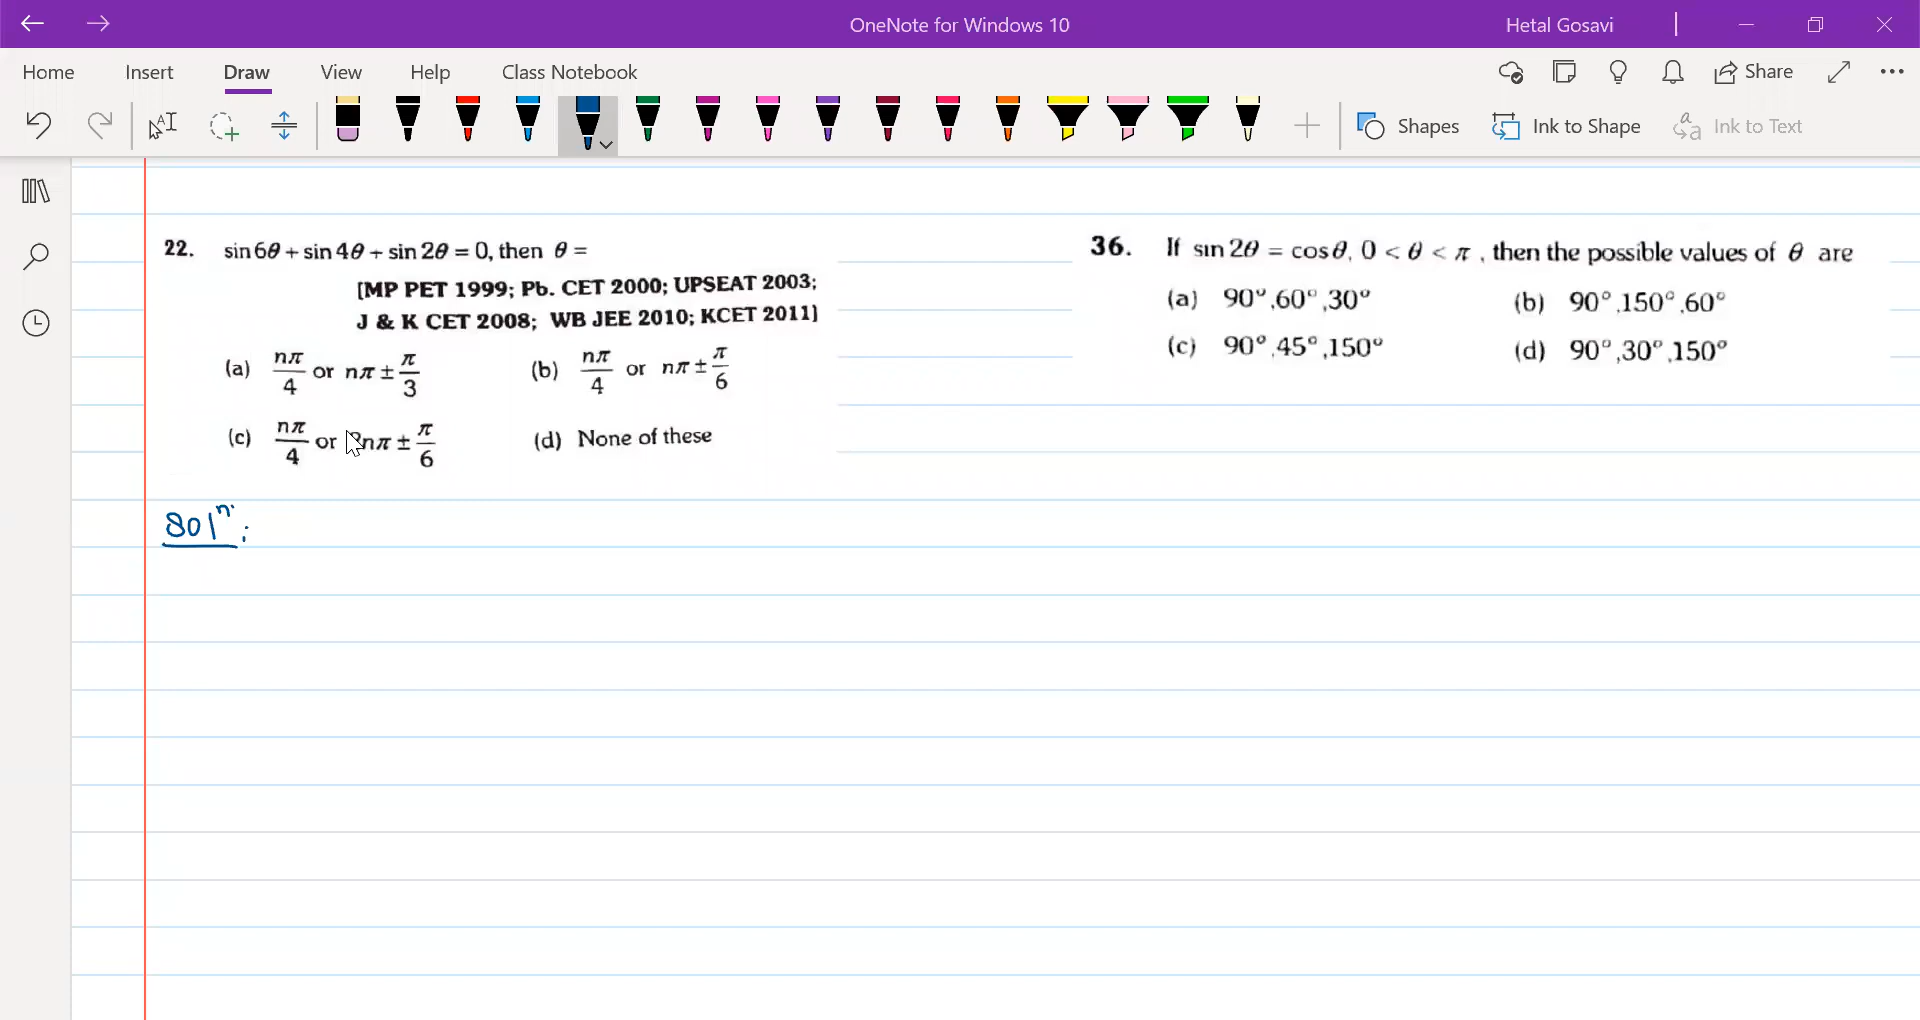 OneNote for Windows 10
Hetal Gosavi
Home Insert Draw View Help Class Notebook
Share
Shapes
Ink to Shape
Ink to Text
22. sin 6θ + sin 4θ + sin 2θ = 0, then θ =
[MP PET 1999; Pb. CET 2000; UPSEAT 2003;
J & K CET 2008; WB JEE 2010; KCET 2011]
(a) nπ/4 or nπ ± π/3 (b) nπ/4 or nπ ± π/6
(c) nπ/4 or 2nπ ± π/6 (d) None of these
36. If sin 2θ = cos θ, 0 < θ < π, then the possible values of θ are
(a) 90°, 60°, 30° (b) 90°, 150°, 60°
(c) 90°, 45°, 150° (d) 90°, 30°, 150°
Solⁿ: